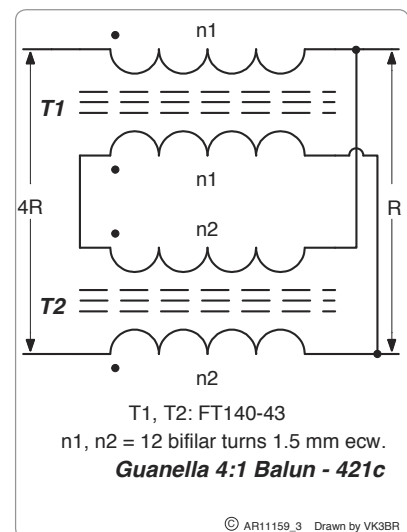 n1
T1
n1
4R
R
n2
T2
n2
T1, T2: FT140-43
n1, n2 = 12 bifilar turns 1.5 mm ecw.
Guanella 4:1 Balun - 421c
© AR11159_3 Drawn by VK3BR